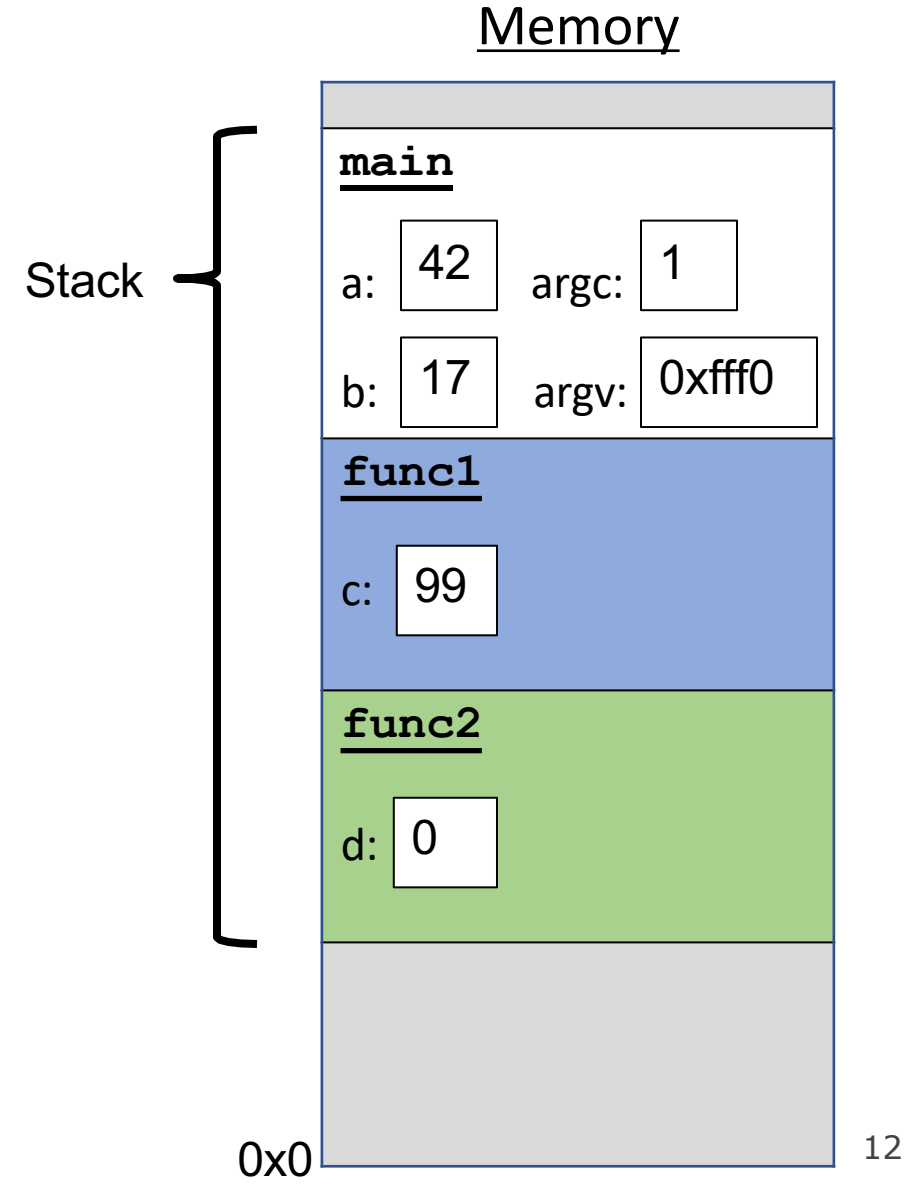 Memory
main
a: 42 argc: 1
b: 17 argv: 0xfff0
Stack
func1
c: 99
func2
d: 0
0x0
12